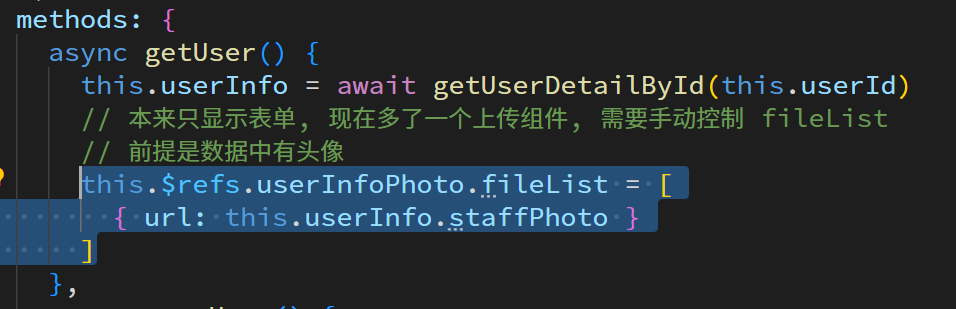 methods: {
async getUser() {
this.userInfo = await getUserDetailById(this.userId)
// 本来只显示表单, 现在多了一个上传组件, 需要手动控制 fileList
// 前提是数据中有头像
this.$refs.userInfoPhoto.fileList = [
{ url: this.userInfo.staffPhoto }
]
},